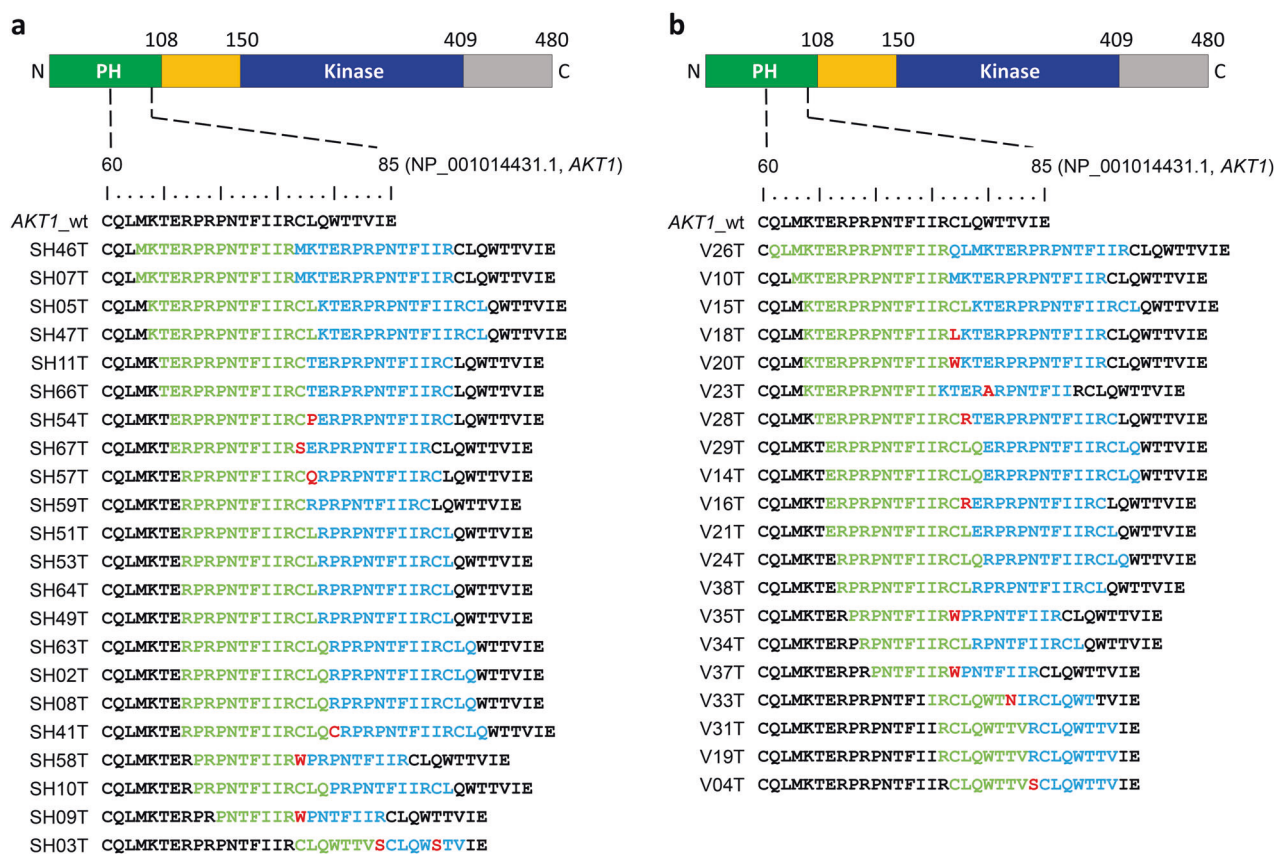 a
108 150 409 480
N PH Kinase C
60 85 (NP_001014431.1, AKT1)
AKT1_wt CQLMKTERPRPNTFIIRCLQWTTVIE
SH46T CQLMKTERPRPNTFIIRMKTERPRPNTFIIRCLQWTTVIE
SH07T CQLMKTERPRPNTFIIRMKTERPRPNTFIIRCLQWTTVIE
SH05T CQLMKTERPRPNTFIIRCLKTERPRPNTFIIRCLQWTTVIE
SH47T CQLMKTERPRPNTFIIRCLKTERPRPNTFIIRCLQWTTVIE
SH11T CQLMKTERPRPNTFIIRCTERPRPNTFIIRCLQWTTVIE
SH66T CQLMKTERPRPNTFIIRCTERPRPNTFIIRCLQWTTVIE
SH54T CQLMKTERPRPNTFIIRCPERPRPNTFIIRCLQWTTVIE
SH67T CQLMKTERPRPNTFIIRSERPRPNTFIIRCLQWTTVIE
SH57T CQLMKTERPRPNTFIIRCQRPRPNTFIIRCLQWTTVIE
SH59T CQLMKTERPRPNTFIIRCRPRPNTFIIRCLQWTTVIE
SH51T CQLMKTERPRPNTFIIRCLRPRPNTFIIRCLQWTTVIE
SH53T CQLMKTERPRPNTFIIRCLRPRPNTFIIRCLQWTTVIE
SH64T CQLMKTERPRPNTFIIRCLRPRPNTFIIRCLQWTTVIE
SH49T CQLMKTERPRPNTFIIRCLRPRPNTFIIRCLQWTTVIE
SH63T CQLMKTERPRPNTFIIRCLQRPRPNTFIIRCLQWTTVIE
SH02T CQLMKTERPRPNTFIIRCLQRPRPNTFIIRCLQWTTVIE
SH08T CQLMKTERPRPNTFIIRCLQRPRPNTFIIRCLQWTTVIE
SH41T CQLMKTERPRPNTFIIRCLQCRPRPNTFIIRCLQWTTVIE
SH58T CQLMKTERPRPNTFIIRWPRPNTFIIRCLQWTTVIE
SH10T CQLMKTERPRPNTFIIRCLQPRPNTFIIRCLQWTTVIE
SH09T CQLMKTERPRPNTFIIRWPNTFIIRCLQWTTVIE
SH03T CQLMKTERPRPNTFIIRCLQWTTVSCLQWSTVIE
b
108 150 409 480
N PH Kinase C
60 85 (NP_001014431.1, AKT1)
AKT1_wt CQLMKTERPRPNTFIIRCLQWTTVIE
V26T CQLMKTERPRPNTFIIRQLMKTERPRPNTFIIRCLQWTTVIE
V10T CQLMKTERPRPNTFIIRMKTERPRPNTFIIRCLQWTTVIE
V15T CQLMKTERPRPNTFIIRCLKTERPRPNTFIIRCLQWTTVIE
V18T CQLMKTERPRPNTFIIRLKTERPRPNTFIIRCLQWTTVIE
V20T CQLMKTERPRPNTFIIRWKTERPRPNTFIIRCLQWTTVIE
V23T CQLMKTERPRPNTFIIKTERARPNTFIIRCLQWTTVIE
V28T CQLMKTERPRPNTFIIRCRTERPRPNTFIIRCLQWTTVIE
V29T CQLMKTERPRPNTFIIRCLQERPRPNTFIIRCLQWTTVIE
V14T CQLMKTERPRPNTFIIRCLQERPRPNTFIIRCLQWTTVIE
V16T CQLMKTERPRPNTFIIRCRERPRPNTFIIRCLQWTTVIE
V21T CQLMKTERPRPNTFIIRCLERPRPNTFIIRCLQWTTVIE
V24T CQLMKTERPRPNTFIIRCLQRPRPNTFIIRCLQWTTVIE
V38T CQLMKTERPRPNTFIIRCLRPRPNTFIIRCLQWTTVIE
V35T CQLMKTERPRPNTFIIRWPRPNTFIIRCLQWTTVIE
V34T CQLMKTERPRPNTFIIRCLRPNTFIIRCLQWTTVIE
V37T CQLMKTERPRPNTFIIRWPNTFIIRCLQWTTVIE
V33T CQLMKTERPRPNTFIIRCLQWTNIRCLQWTTVIE
V31T CQLMKTERPRPNTFIIRCLQWTTVRCLQWTTVIE
V19T CQLMKTERPRPNTFIIRCLQWTTVRCLQWTTVIE
V04T CQLMKTERPRPNTFIIRCLQWTTVSCLQWTTVIE